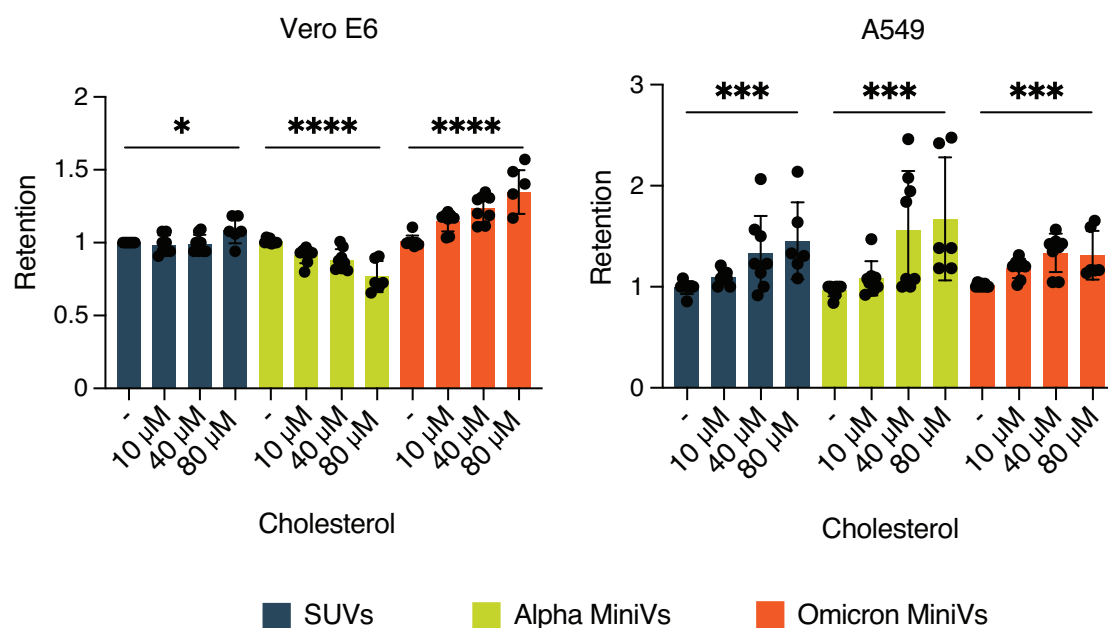 Vero E6
Retention
2
1.5
1
0.5
0
* **** ****
- 10 μM 40 μM 80 μM - 10 μM 40 μM 80 μM - 10 μM 40 μM 80 μM
Cholesterol
A549
Retention
3
2
1
0
*** *** ***
- 10 μM 40 μM 80 μM - 10 μM 40 μM 80 μM - 10 μM 40 μM 80 μM
Cholesterol
SUVs Alpha MiniVs Omicron MiniVs